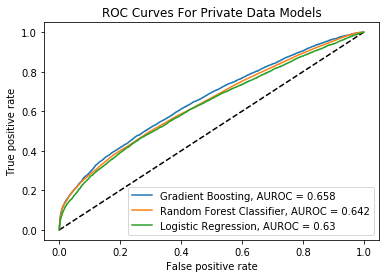 ROC Curves For Private Data Models
True positive rate
1.0
0.8
0.6
0.4
0.2
0.0
Gradient Boosting, AUROC = 0.658
Random Forest Classifier, AUROC = 0.642
Logistic Regression, AUROC = 0.63
0.0 0.2 0.4 0.6 0.8 1.0
False positive rate